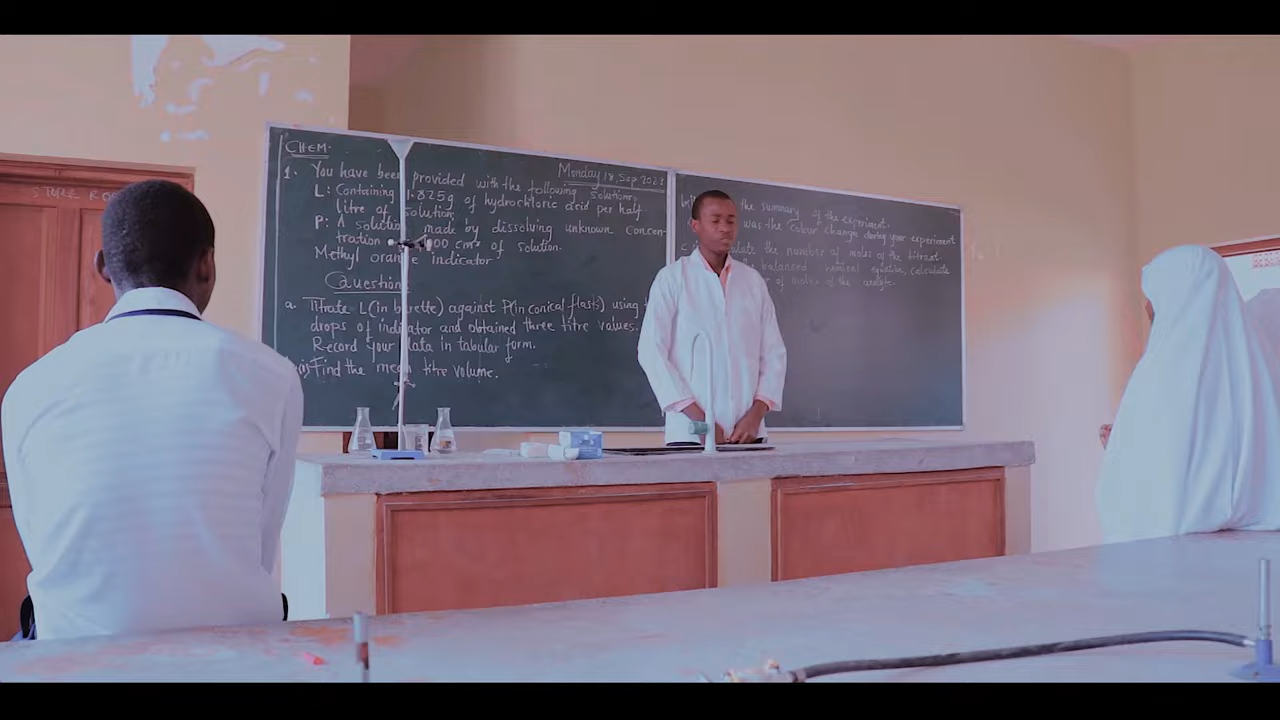 STORE RO
CHEM.
Monday 18, Sep 2023
1. You have been provided with the following solutions
L: Containing 1.825g of hydrochloric acid per half
litre of solution.
P: A solution made by dissolving unknown concen-
tration cm³ of solution.
Methyl orange indicator
Question
a. Titrate L (in burette) against P (in conical flasts) using
drops of indicator and obtained three titre values.
Record your data in tabular form.
Find the mean titre volume.
the summary of the experiment.
was the colour change during your experiment
the number of moles of the titrant.
balanced chemical equation, calculate
of moles of the analyte.